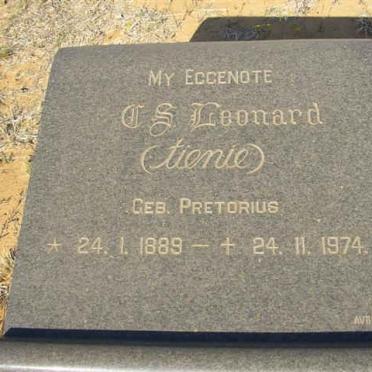 MY EGGENOTE
C S Leonard
(Tienie)
GEB. PRETORIUS
* 24. 1. 1889 — + 24. 11. 1974.